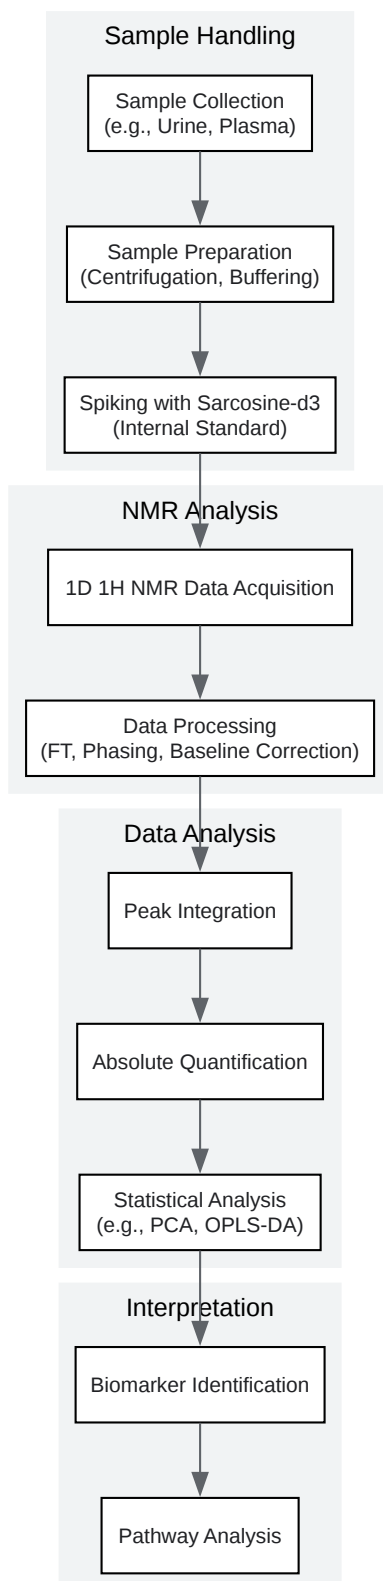 Sample Handling
Sample Collection
(e.g., Urine, Plasma)
Sample Preparation
(Centrifugation, Buffering)
Spiking with Sarcosine-d3
(Internal Standard)
NMR Analysis
1D 1H NMR Data Acquisition
Data Processing
(FT, Phasing, Baseline Correction)
Data Analysis
Peak Integration
Absolute Quantification
Statistical Analysis
(e.g., PCA, OPLS-DA)
Interpretation
Biomarker Identification
Pathway Analysis